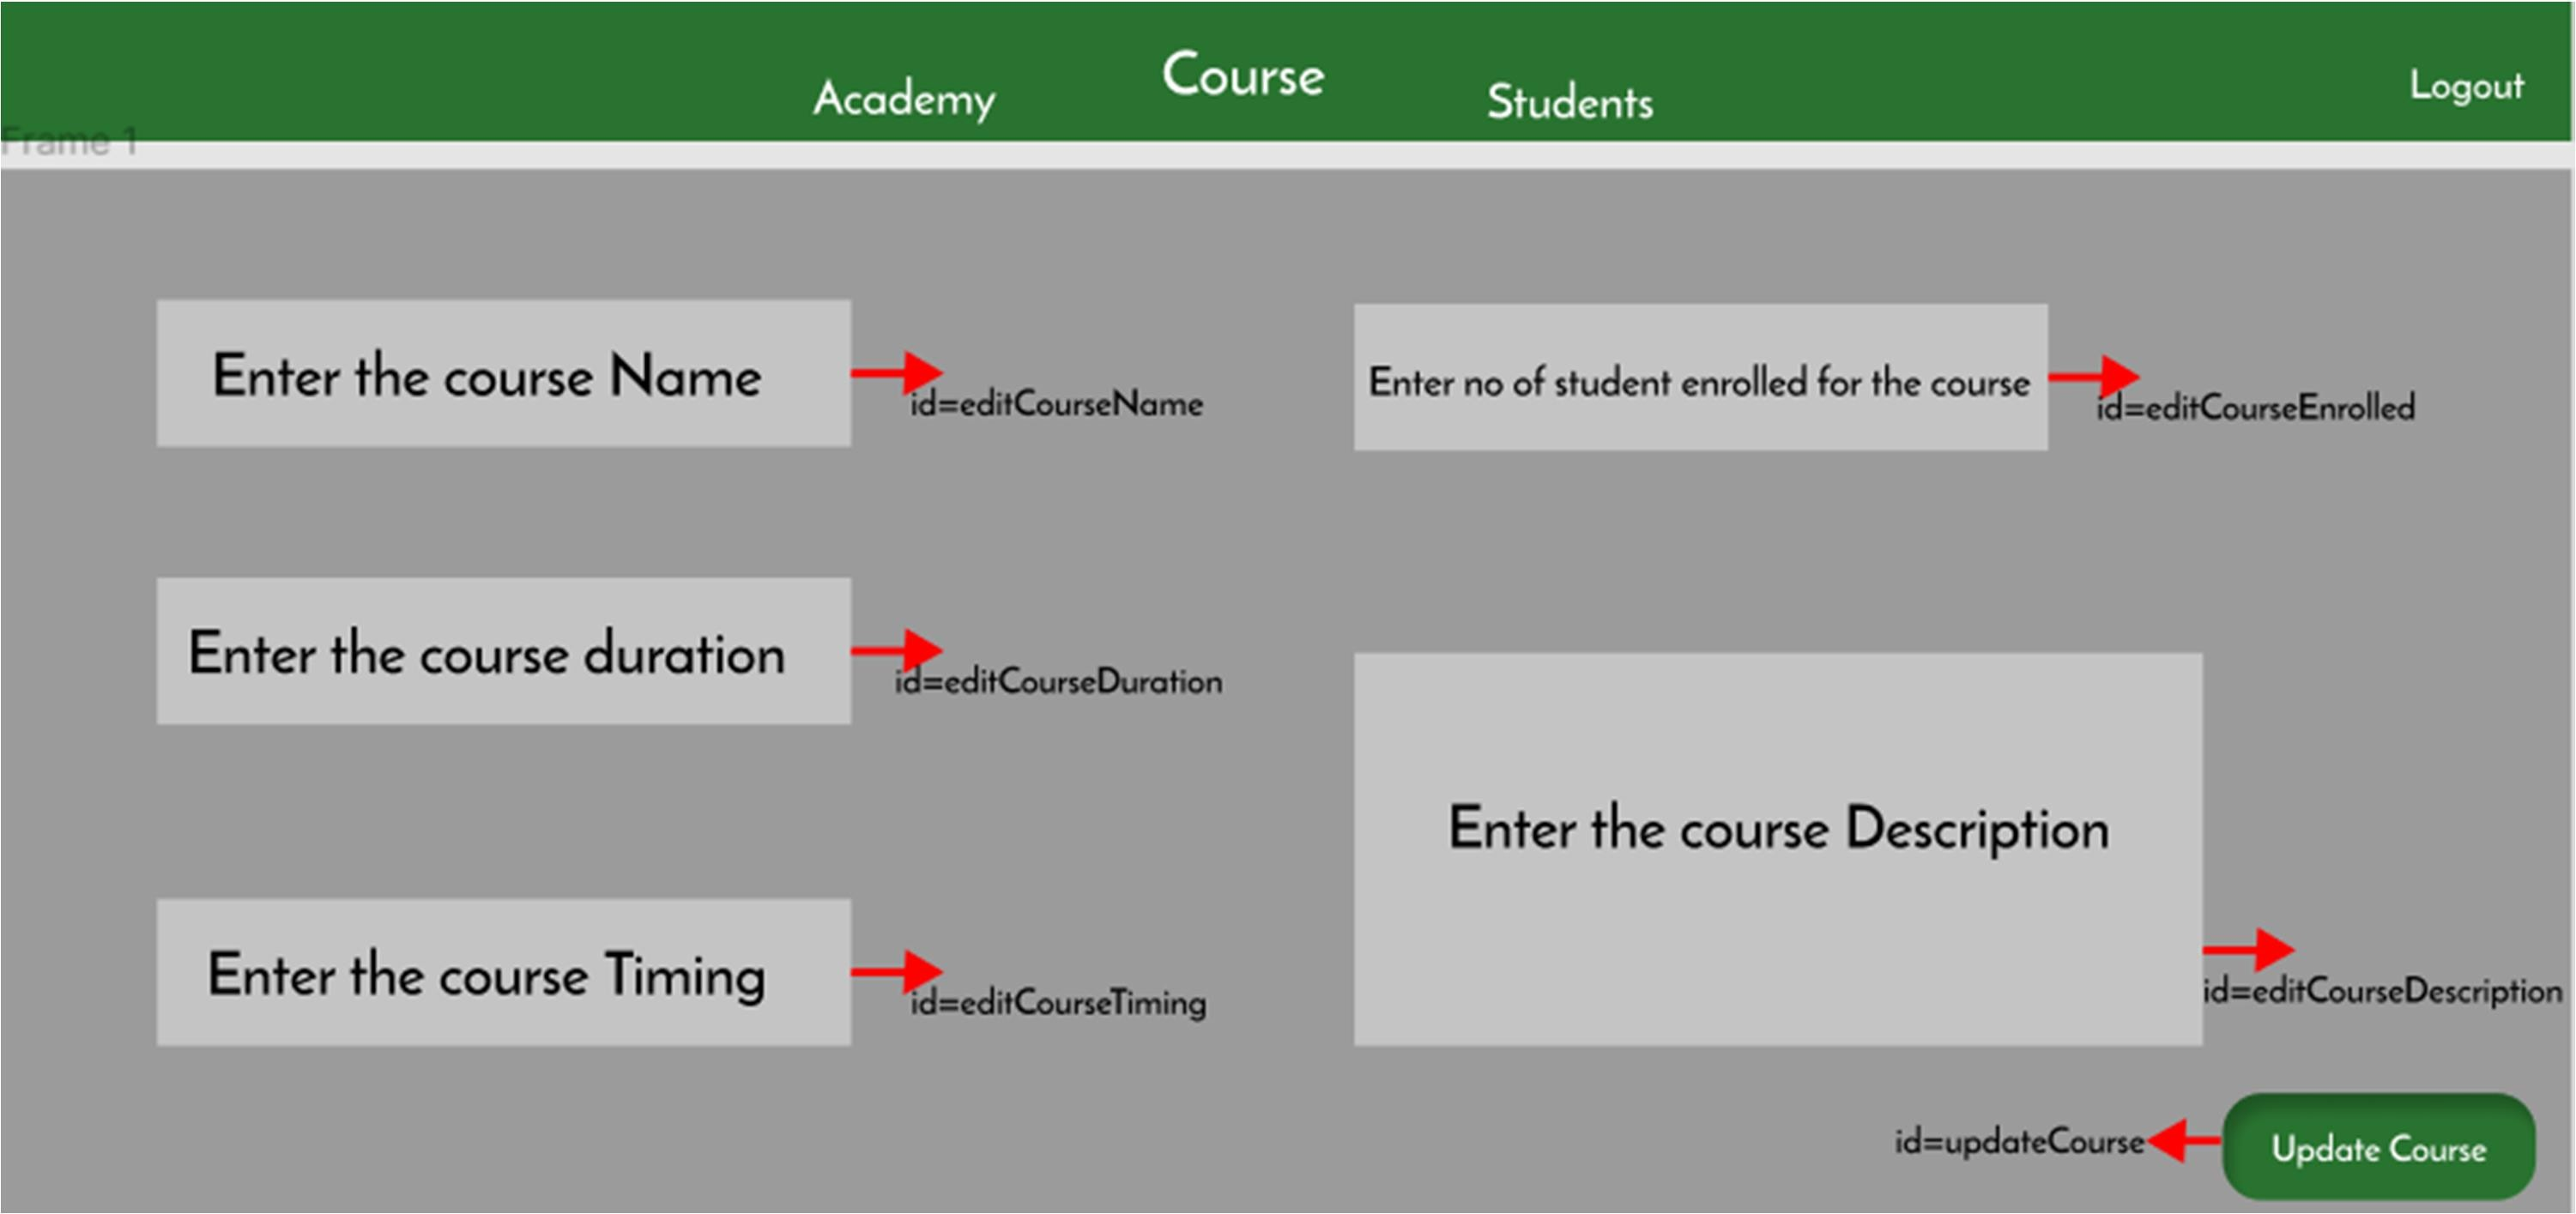 Academy
Course
Students
Logout
Frame 1
Enter the course Name
id=editCourseName
Enter no of student enrolled for the course
id=editCourseEnrolled
Enter the course duration
id=editCourseDuration
Enter the course Description
id=editCourseDescription
Enter the course Timing
id=editCourseTiming
id=updateCourse
Update Course